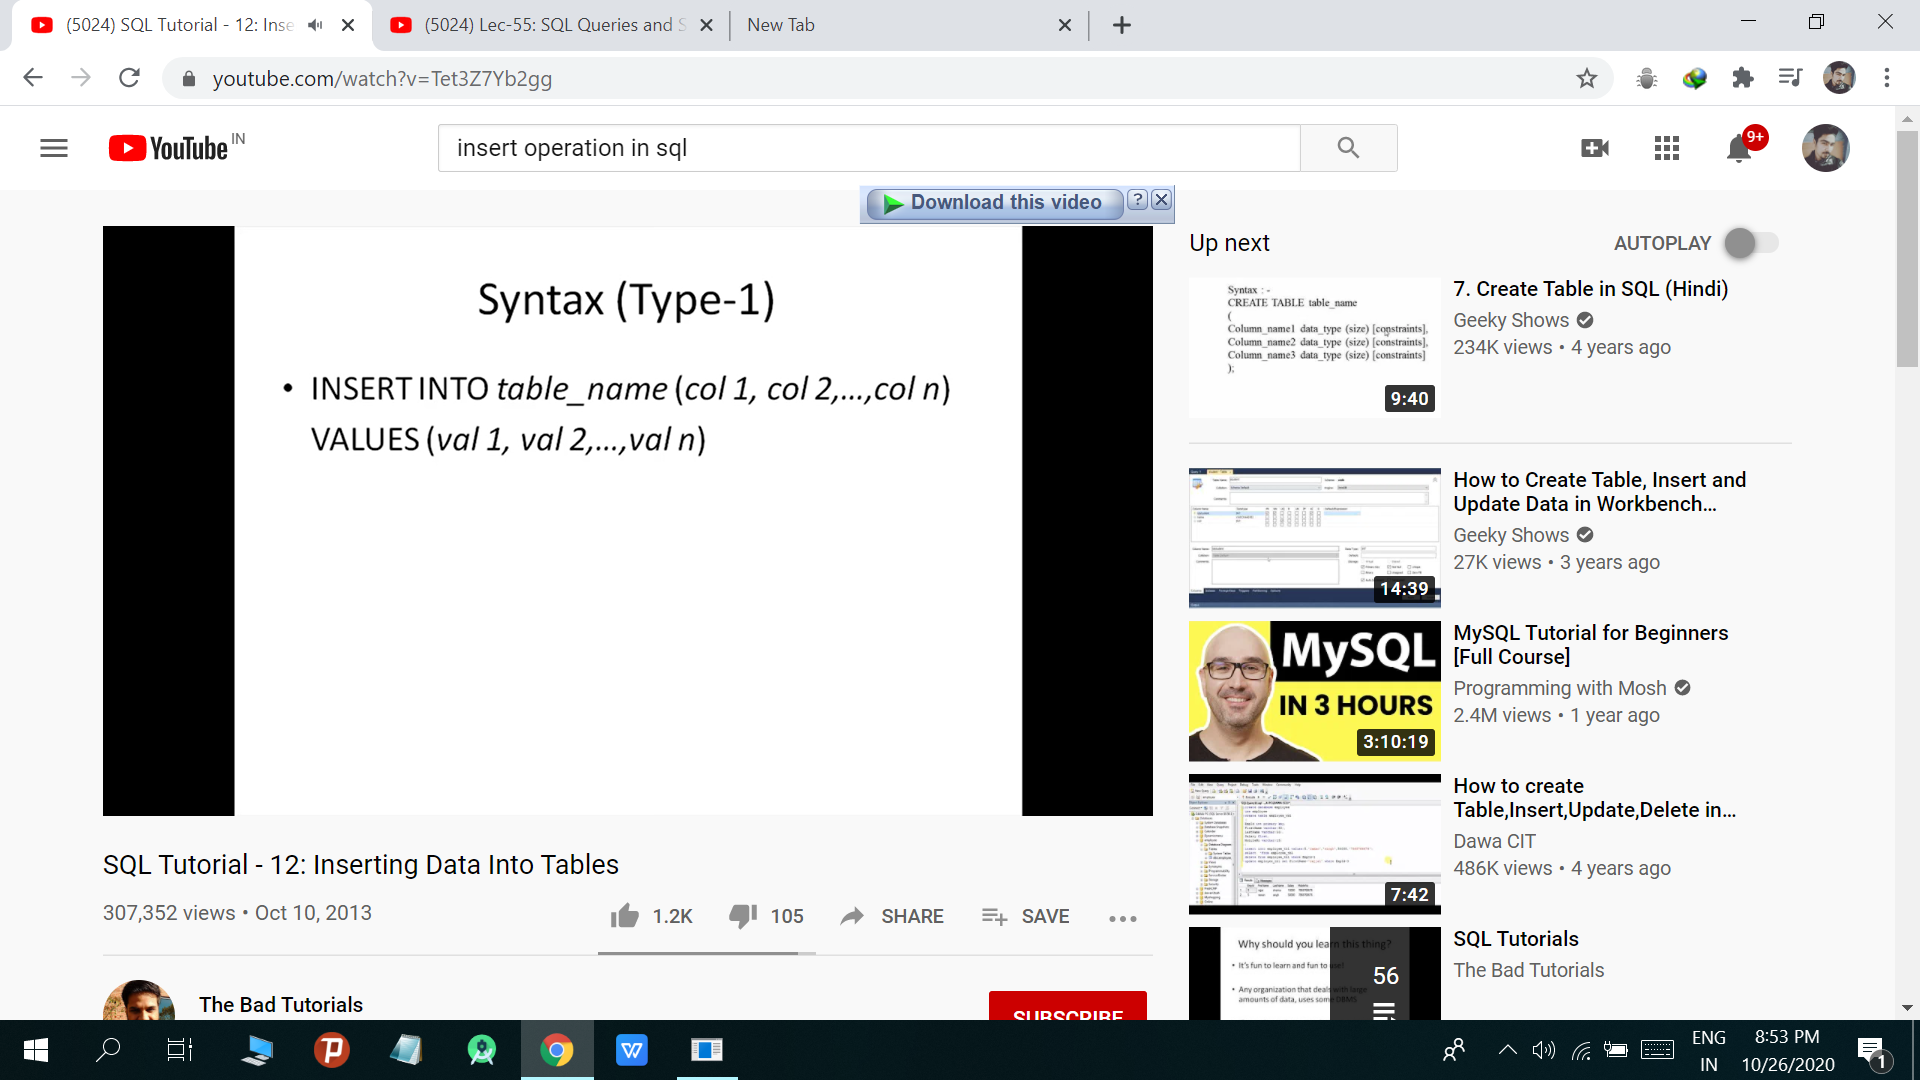 (5024) SQL Tutorial - 12: Inse
(5024) Lec-55: SQL Queries and S
New Tab
youtube.com/watch?v=Tet3Z7Yb2gg
YouTube IN
insert operation in sql
9+
Download this video ?
Syntax (Type-1)
• INSERT INTO table_name (col 1, col 2,...,col n)
VALUES (val 1, val 2,...,val n)
SQL Tutorial - 12: Inserting Data Into Tables
307,352 views • Oct 10, 2013
1.2K
105
SHARE
SAVE
The Bad Tutorials
SUBSCRIBE
Up next
AUTOPLAY
Syntax : -
CREATE TABLE table_name
(
Column_name1 data_type (size) [constraints],
Column_name2 data_type (size) [constraints],
Column_name3 data_type (size) [constraints]
);
9:40
7. Create Table in SQL (Hindi)
Geeky Shows
234K views • 4 years ago
14:39
How to Create Table, Insert and
Update Data in Workbench...
Geeky Shows
27K views • 3 years ago
MySQL
IN 3 HOURS
3:10:19
MySQL Tutorial for Beginners
[Full Course]
Programming with Mosh
2.4M views • 1 year ago
7:42
How to create
Table,Insert,Update,Delete in...
Dawa CIT
486K views • 4 years ago
Why should you learn this thing?
• It's fun to learn and fun to use!
• Any organization that deals with large
amounts of data, uses some DBMS
56
SQL Tutorials
The Bad Tutorials
ENG
IN
8:53 PM
10/26/2020
1